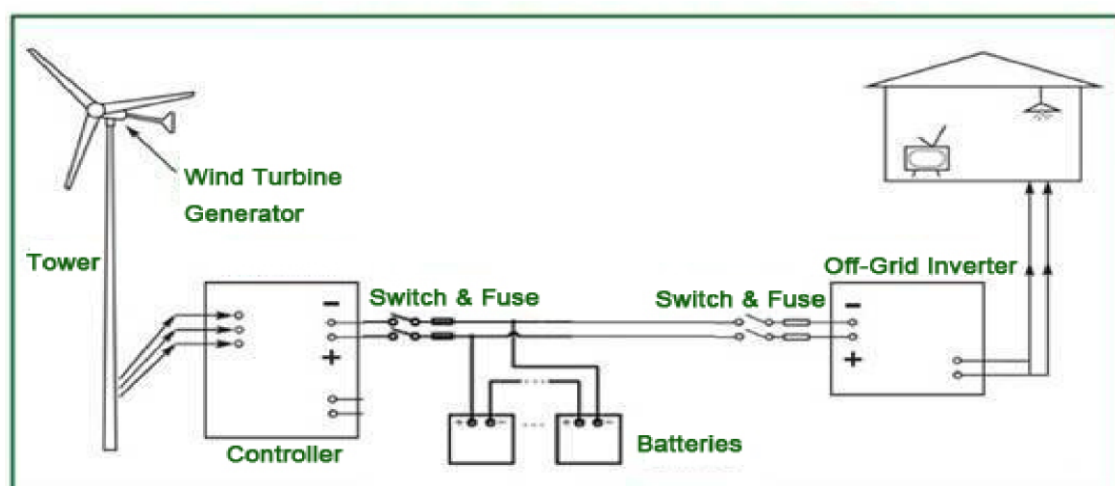 Wind Turbine
Generator
Tower
Off-Grid Inverter
Switch & Fuse
Switch & Fuse
-
+
-
+
+ -
+ -
Controller
Batteries